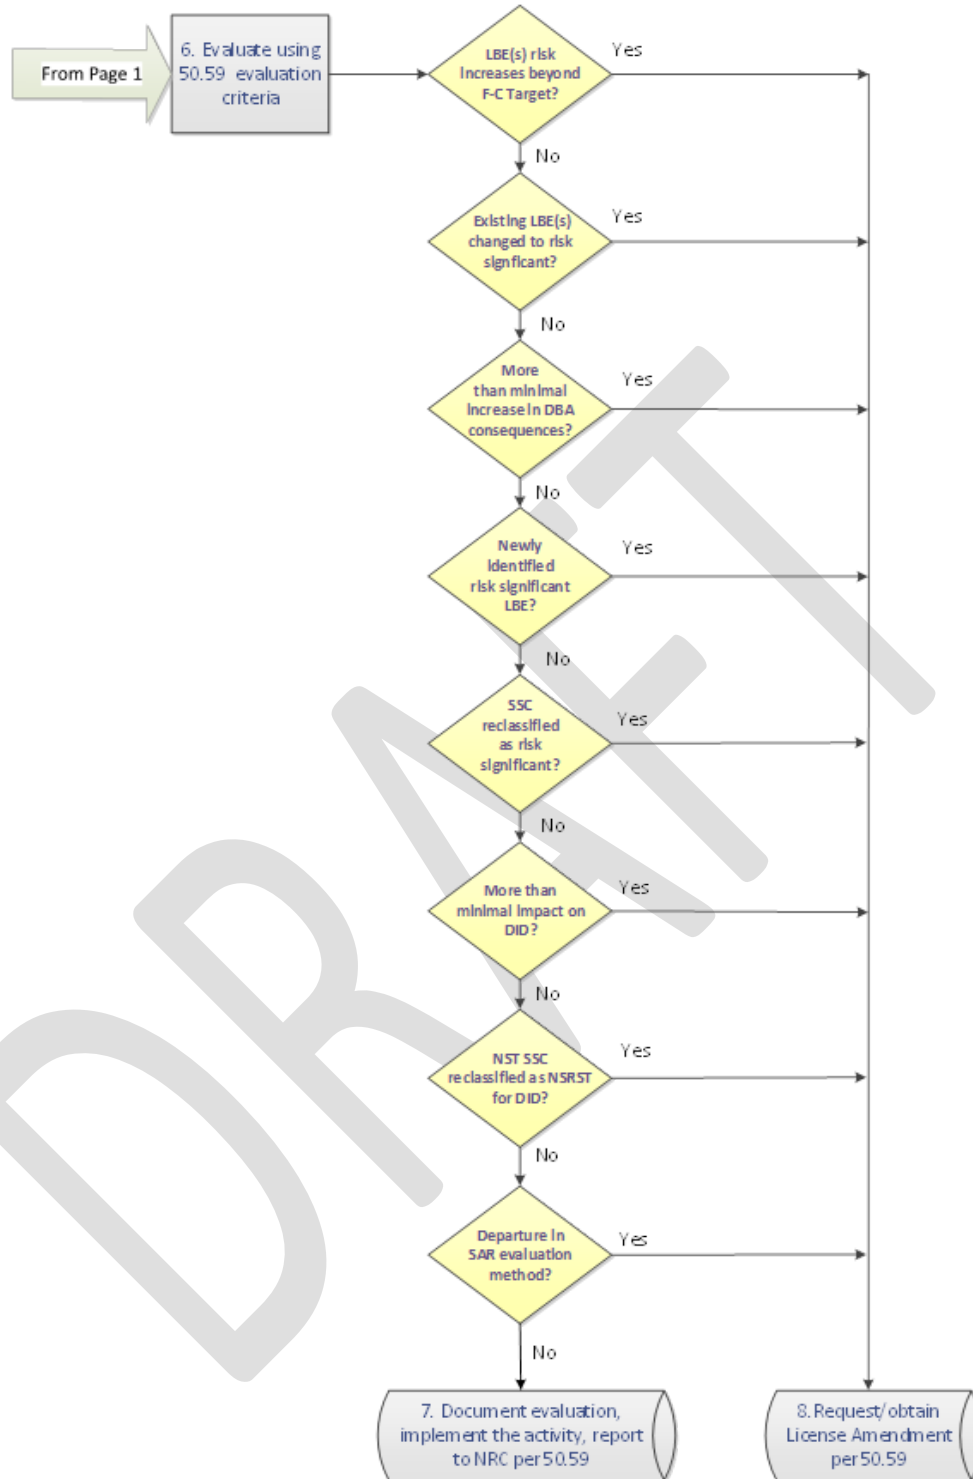 From Page 1
6. Evaluate using
50.59 evaluation
criteria
LBE(s) risk
increases beyond
F-C Target?
Yes
No
Existing LBE(s)
changed to risk
signficant?
Yes
No
More
than minimal
increase in DBA
consequences?
Yes
No
Newly
identified
risk significant
LBE?
Yes
No
SSC
reclassified
as risk
significant?
Yes
No
More than
minimal impact on
DID?
Yes
No
NST SSC
reclassified as NSRST
for DID?
Yes
No
Departure in
SAR evaluation
method?
Yes
No
7. Document evaluation,
implement the activity, report
to NRC per 50.59
8. Request/obtain
License Amendment
per 50.59
DRAFT